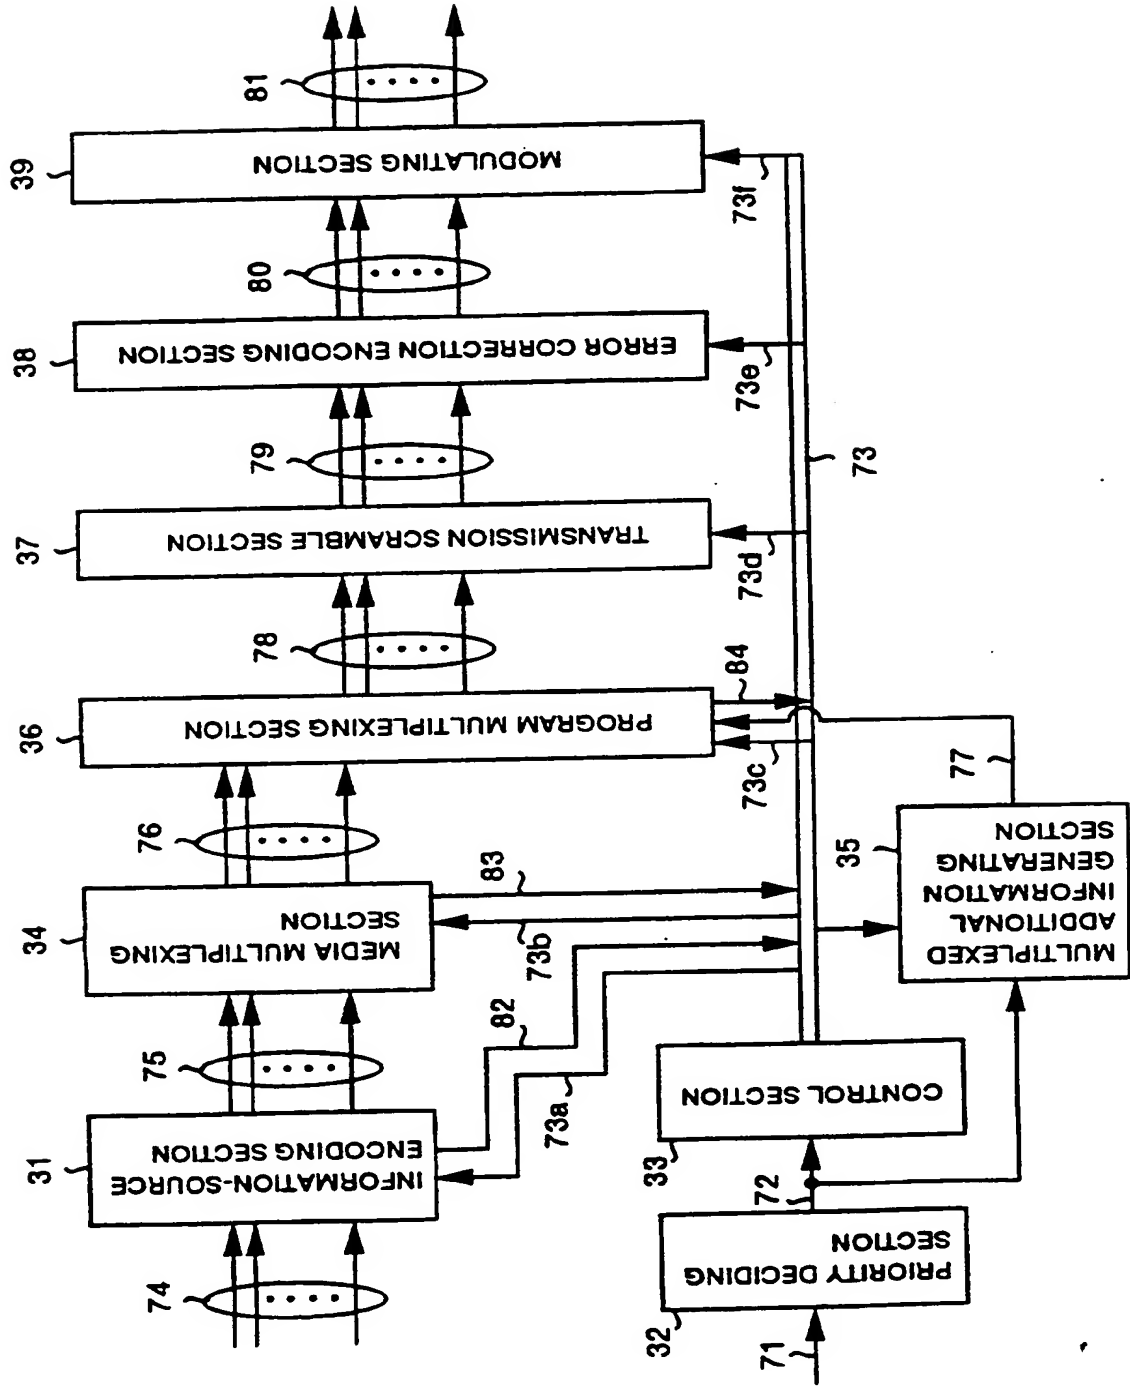 74
31
INFORMATION-SOURCE
ENCODING SECTION
75
34
MEDIA MULTIPLEXING
SECTION
76
36
PROGRAM MULTIPLEXING SECTION
78
37
TRANSMISSION SCRAMBLE SECTION
79
38
ERROR CORRECTION ENCODING SECTION
80
39
MODULATING SECTION
81
82
73a
83
73b
84
73c
73d
73e
73f
73
71
32
PRIORITY DECIDING
SECTION
72
33
CONTROL SECTION
35
MULTIPLEXED
ADDITIONAL
INFORMATION
GENERATING
SECTION
77